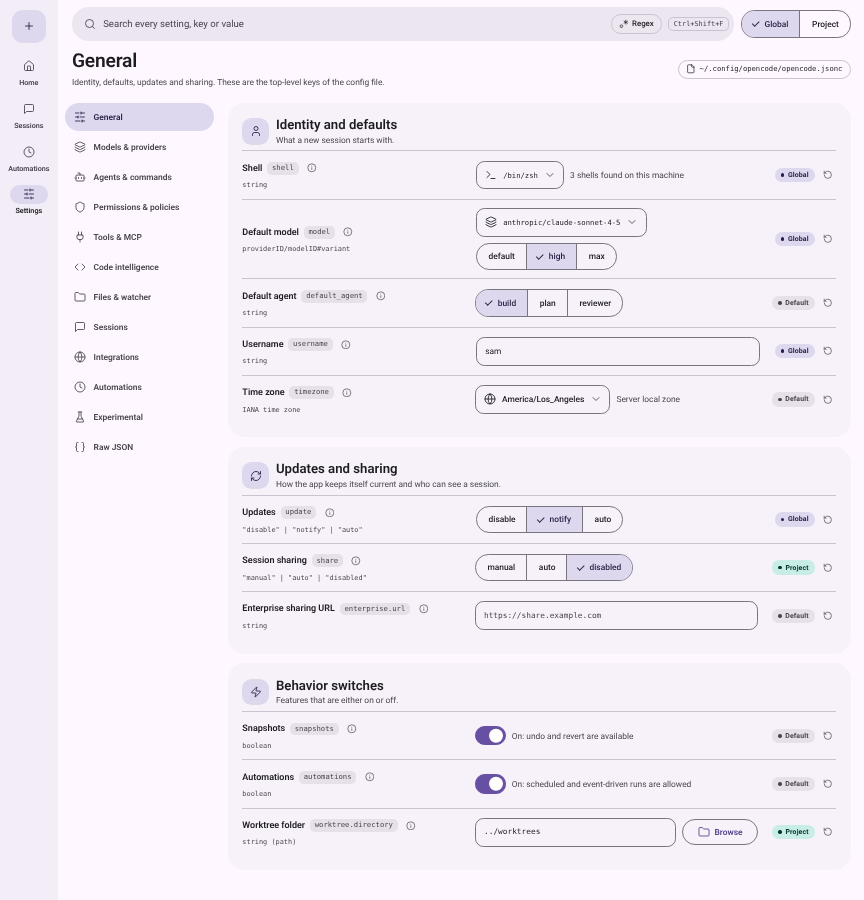 Search every setting, key or value
Regex
Ctrl+Shift+F
Global
Project
Home
Sessions
Automations
Settings
General
Identity, defaults, updates and sharing. These are the top-level keys of the config file.
~/.config/opencode/opencode.jsonc
General
Models & providers
Agents & commands
Permissions & policies
Tools & MCP
Code intelligence
Files & watcher
Sessions
Integrations
Automations
Experimental
Raw JSON
Identity and defaults
What a new session starts with.
Shell shell
string
/bin/zsh
3 shells found on this machine
Global
Default model model
providerID/modelID#variant
anthropic/claude-sonnet-4-5
default high max
Global
Default agent default_agent
string
build plan reviewer
Default
Username username
string
sam
Global
Time zone timezone
IANA time zone
America/Los_Angeles
Server local zone
Default
Updates and sharing
How the app keeps itself current and who can see a session.
Updates update
"disable" | "notify" | "auto"
disable notify auto
Global
Session sharing share
"manual" | "auto" | "disabled"
manual auto disabled
Project
Enterprise sharing URL enterprise.url
string
https://share.example.com
Default
Behavior switches
Features that are either on or off.
Snapshots snapshots
boolean
On: undo and revert are available
Default
Automations automations
boolean
On: scheduled and event-driven runs are allowed
Default
Worktree folder worktree.directory
string (path)
../worktrees
Browse
Project